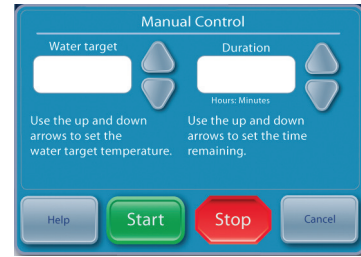 Manual Control
Water target
Duration
Hours: Minutes
Use the up and down
arrows to set the
water target temperature.
Use the up and down
arrows to set the time
remaining.
Help
Start
Stop
Cancel